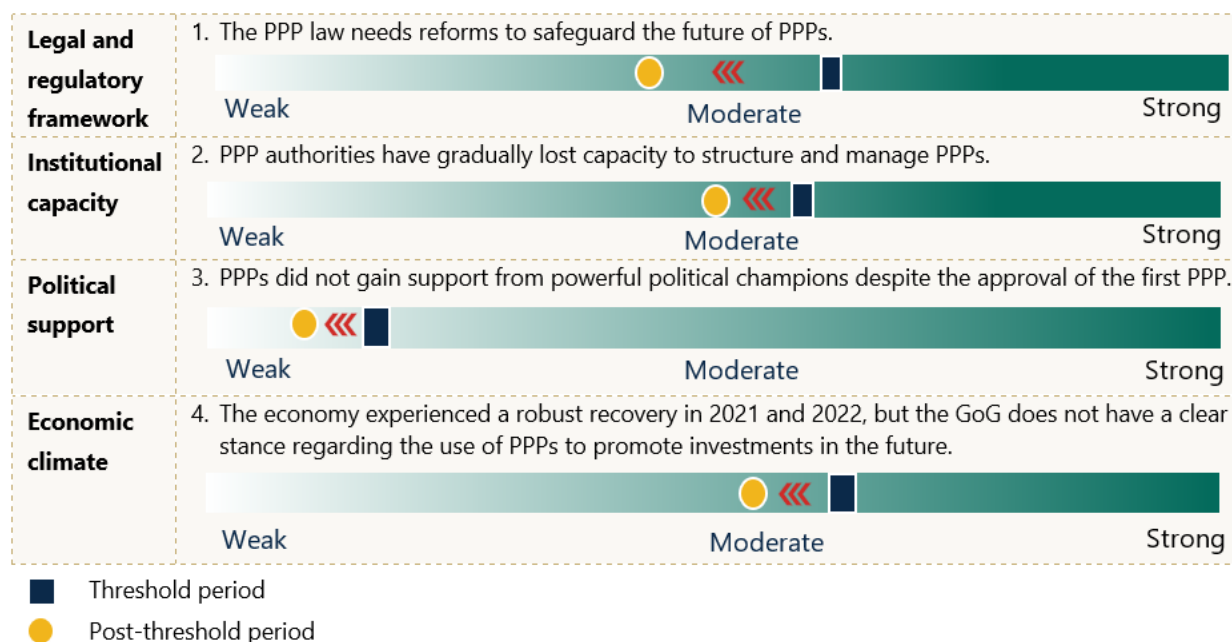 Legal and
regulatory
framework
1. The PPP law needs reforms to safeguard the future of PPPs.
Weak
Moderate
Strong
Institutional
capacity
2. PPP authorities have gradually lost capacity to structure and manage PPPs.
Weak
Moderate
Strong
Political
support
3. PPPs did not gain support from powerful political champions despite the approval of the first PPP.
Weak
Moderate
Strong
Economic
climate
4. The economy experienced a robust recovery in 2021 and 2022, but the GoG does not have a clear
stance regarding the use of PPPs to promote investments in the future.
Weak
Moderate
Strong
Threshold period
Post-threshold period